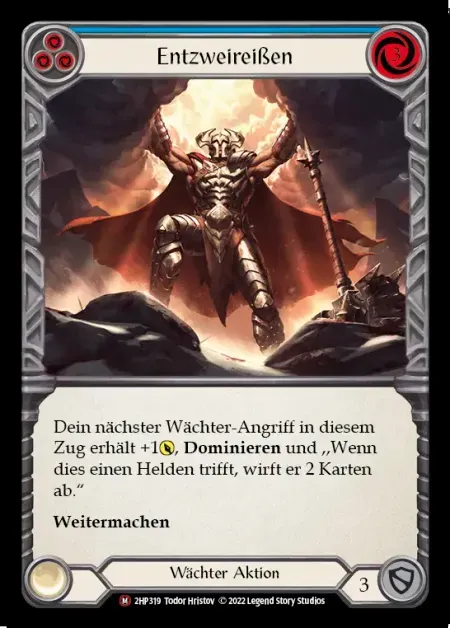 3
Entzweireißen
Dein nächster Wächter-Angriff in diesem
Zug erhält +1, Dominieren und ,,Wenn
dies einen Helden trifft, wirft er 2 Karten
ab.“
Weitermachen
Wächter Aktion
3
M 2HP319 Todor Hristov © 2022 Legend Story Studios